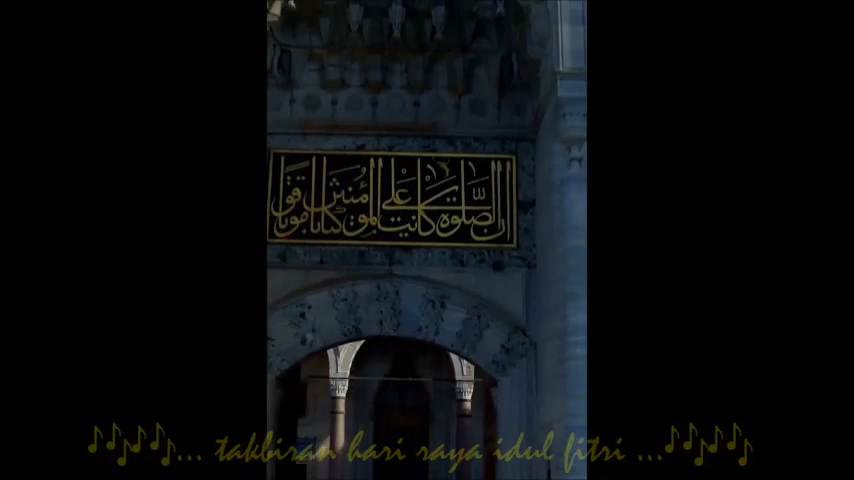 ان الصلوة كانت على المؤمنين كتابا موقوتا
♪♫♪♫... takbiran hari raya idul fitri ...♪♫♪♫